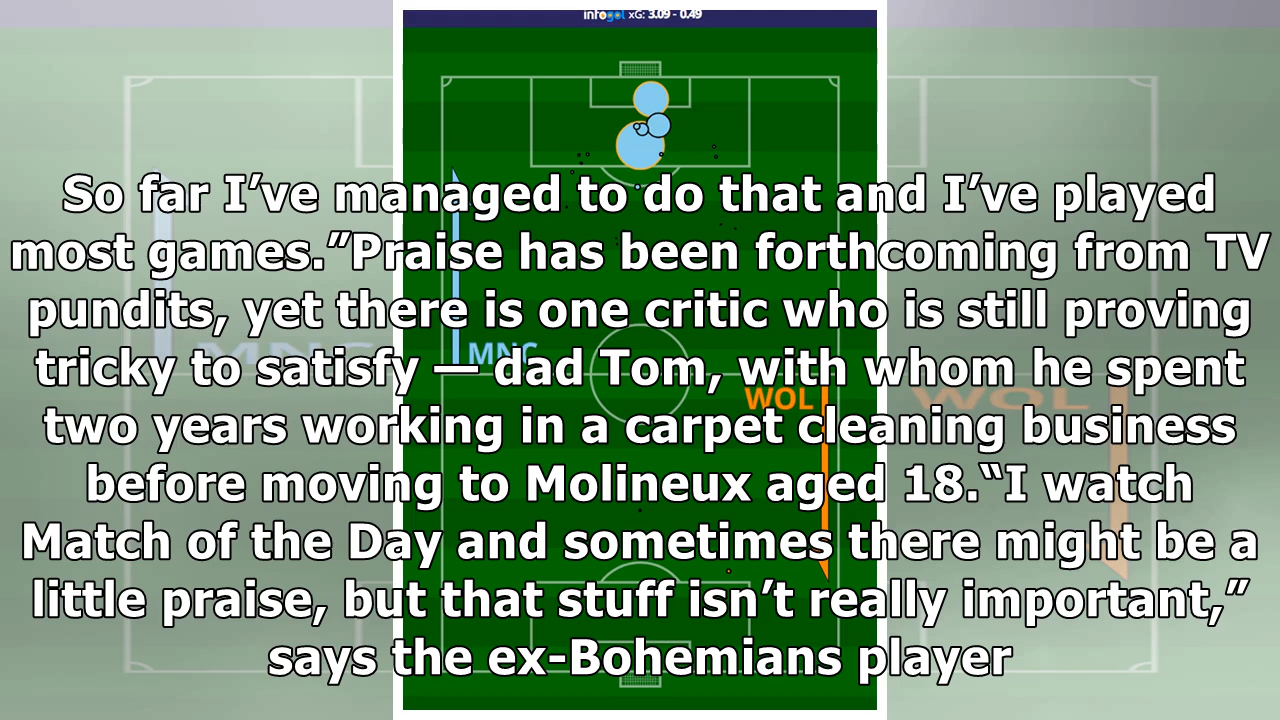 infogol xG: 3.09 - 0.49
So far I’ve managed to do that and I’ve played
most games.”Praise has been forthcoming from TV
pundits, yet there is one critic who is still proving
tricky to satisfy — dad Tom, with whom he spent
MNC
WOL
two years working in a carpet cleaning business
before moving to Molineux aged 18.“I watch
Match of the Day and sometimes there might be a
little praise, but that stuff isn’t really important,”
says the ex-Bohemians player